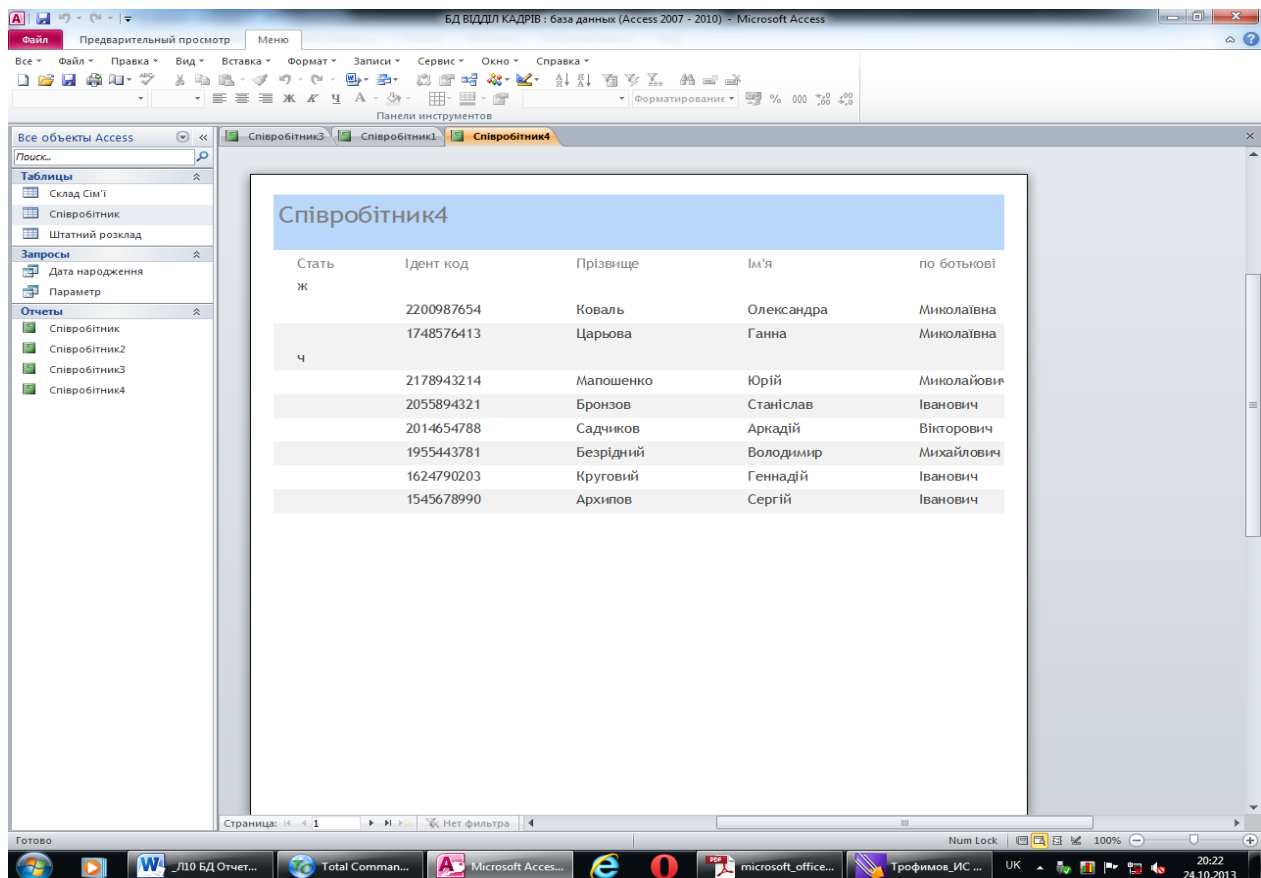 БД ВІДДІЛ КАДРІВ : база данных (Access 2007 - 2010) - Microsoft Access
Файл Предварительный просмотр Меню
Все Файл Правка Вид Вставка Формат Записи Сервис Окно Справка
Ж К Ч А Форматирование % 000
Панели инструментов
Все объекты Access
Співробітник3 Співробітник1 Співробітник4
Поиск...
Таблицы
Склад Сім'ї
Співробітник
Штатний розклад
Запросы
Дата народження
Параметр
Отчеты
Співробітник
Співробітник2
Співробітник3
Співробітник4
Співробітник4
Стать Ідент код Прізвище Ім'я по ботькові
ж
2200987654 Коваль Олександра Миколаївна
1748576413 Царьова Ганна Миколаївна
ч
2178943214 Мапошенко Юрій Миколайович
2055894321 Бронзов Станіслав Іванович
2014654788 Садчиков Аркадій Вікторович
1955443781 Безрідний Володимир Михайлович
1624790203 Круговий Геннадій Іванович
1545678990 Архипов Сергій Іванович
Страница: 1 Нет фильтра
Готово Num Lock 100%
_Л10 БД Отчет... Total Comman... Microsoft Acces... microsoft_office... Трофимов_ИС ... UK 20:22
24.10.2013